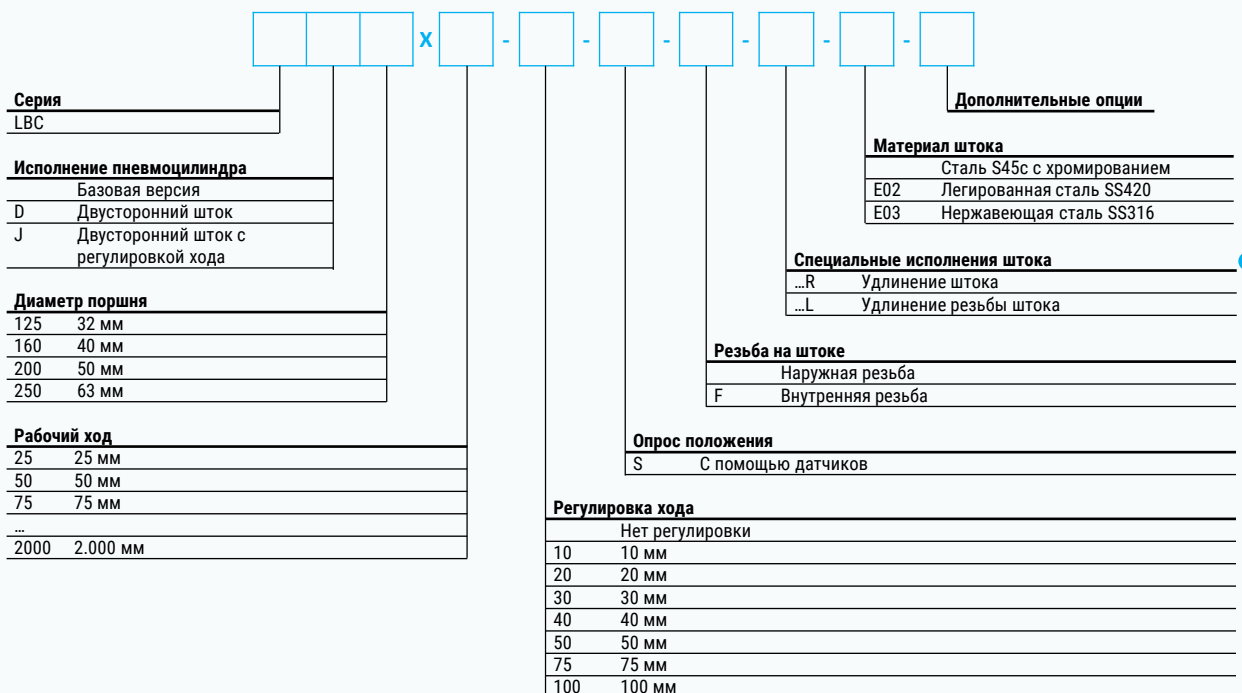 X - - - - - -
Серия
LBC
Исполнение пневмоцилиндра
Базовая версия
D Двусторонний шток
J Двусторонний шток с
регулировкой хода
Диаметр поршня
125 32 мм
160 40 мм
200 50 мм
250 63 мм
Рабочий ход
25 25 мм
50 50 мм
75 75 мм
...
2000 2.000 мм
Дополнительные опции
Материал штока
Сталь S45c с хромированием
E02 Легированная сталь SS420
E03 Нержавеющая сталь SS316
Специальные исполнения штока
...R Удлинение штока
...L Удлинение резьбы штока
Резьба на штоке
Наружная резьба
F Внутренняя резьба
Опрос положения
S С помощью датчиков
Регулировка хода
Нет регулировки
10 10 мм
20 20 мм
30 30 мм
40 40 мм
50 50 мм
75 75 мм
100 100 мм